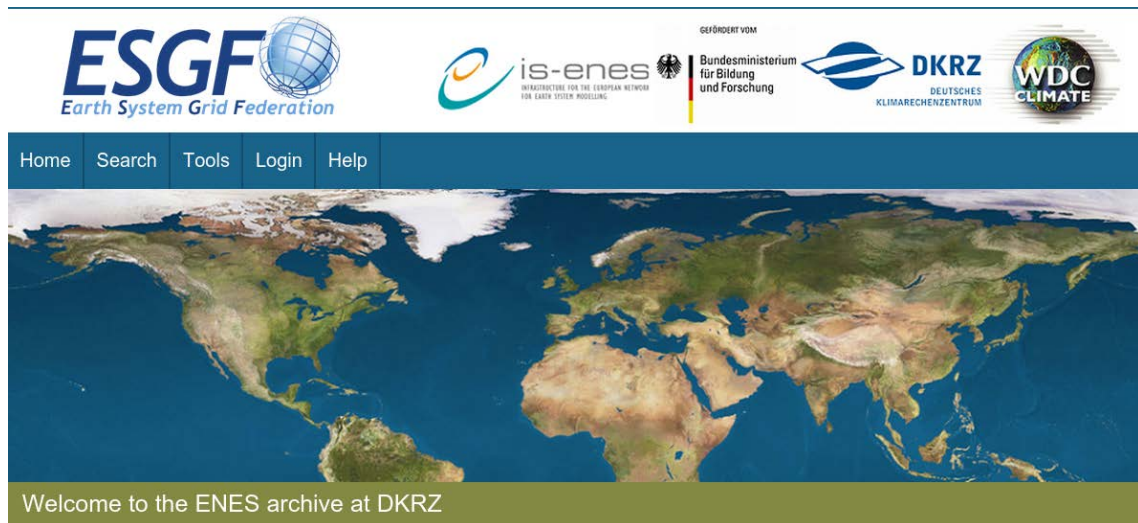 ESGF
Earth System Grid Federation
is-enes
INFRASTRUCTURE FOR THE EUROPEAN NETWORK
FOR EARTH SYSTEM MODELLING
GEFÖRDERT VOM
Bundesministerium
für Bildung
und Forschung
DKRZ
DEUTSCHES
KLIMARECHENZENTRUM
WDC
CLIMATE
Home Search Tools Login Help
Welcome to the ENES archive at DKRZ